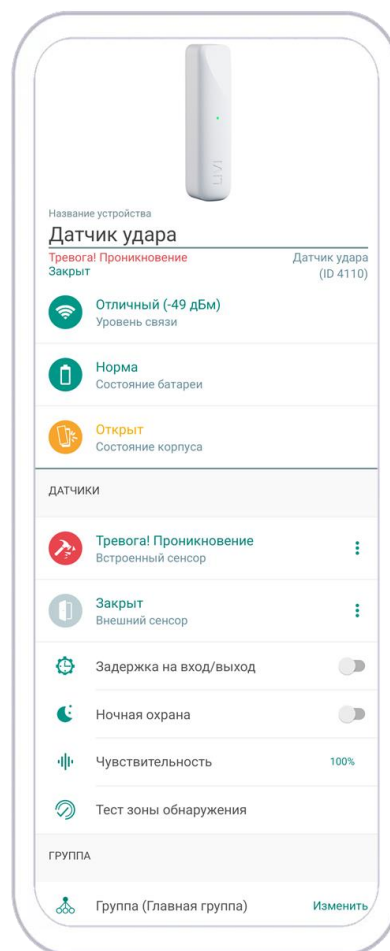 LIVI
Название устройства
Датчик удара
Тревога! Проникновение
Закрыт
Датчик удара
(ID 4110)
Отличный (-49 дБм)
Уровень связи
Норма
Состояние батареи
Открыт
Состояние корпуса
ДАТЧИКИ
Тревога! Проникновение
Встроенный сенсор
Закрыт
Внешний сенсор
Задержка на вход/выход
Ночная охрана
Чувствительность 100%
Тест зоны обнаружения
ГРУППА
Группа (Главная группа) Изменить